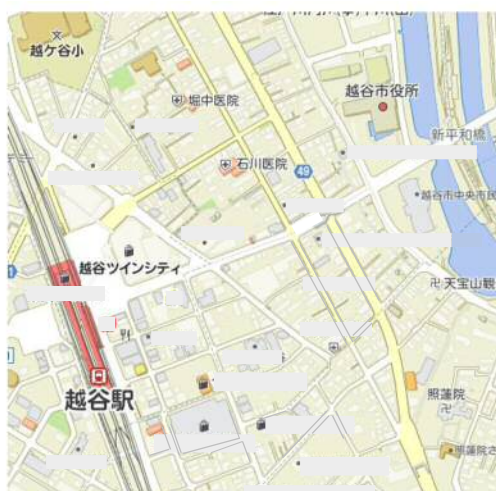 越ケ谷小
堀中医院
越谷市役所
新平和橋
石川医院
49
越谷市中央市民
越谷ツインシティ
天宝山観
越谷駅
照蓮院
照蓮院さ